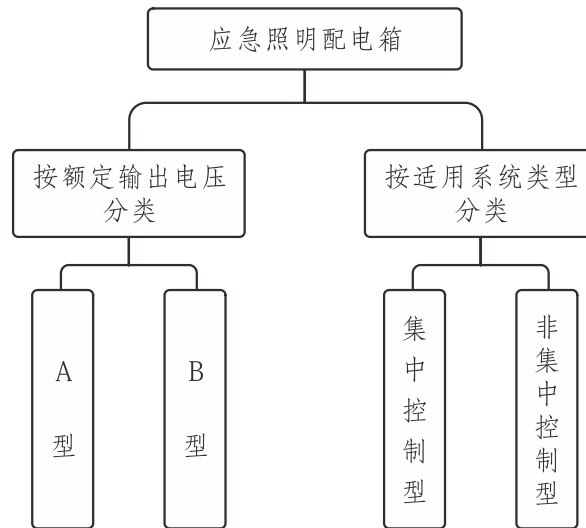 应急照明配电箱
按额定输出电压
分类
按适用系统类型
分类
A型
B型
集中控制型
非集中控制型